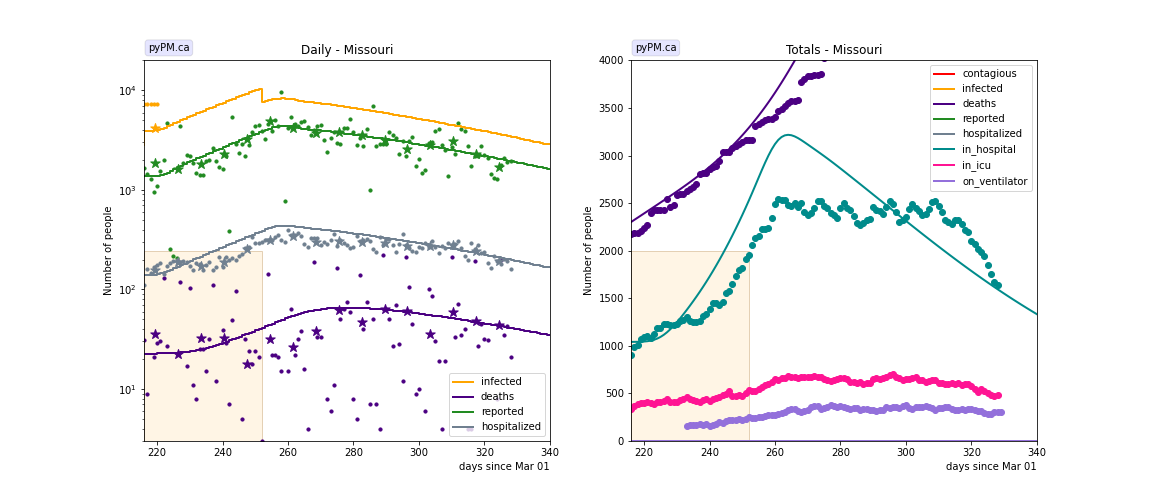 pyPM.ca
Daily - Missouri
Number of people
10⁴
10³
10²
10¹
220
240
260
280
300
320
340
days since Mar 01
infected
deaths
reported
hospitalized
pyPM.ca
Totals - Missouri
Number of people
4000
3500
3000
2500
2000
1500
1000
500
0
220
240
260
280
300
320
340
days since Mar 01
contagious
infected
deaths
reported
hospitalized
in_hospital
in_icu
on_ventilator